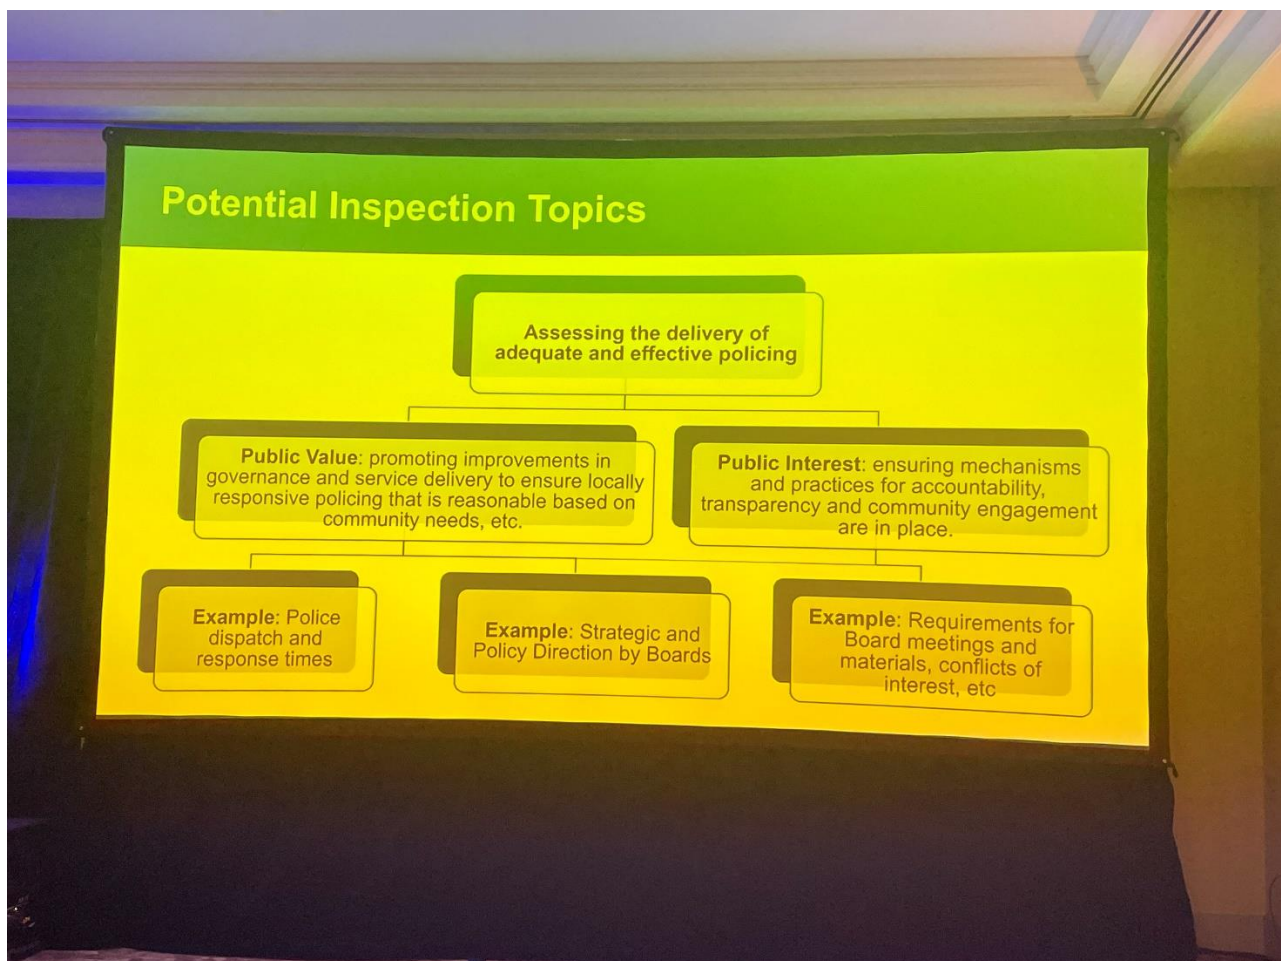 Potential Inspection Topics
Assessing the delivery of
adequate and effective policing
Public Value: promoting improvements in
governance and service delivery to ensure locally
responsive policing that is reasonable based on
community needs, etc.
Public Interest: ensuring mechanisms
and practices for accountability,
transparency and community engagement
are in place.
Example: Police
dispatch and
response times
Example: Strategic and
Policy Direction by Boards
Example: Requirements for
Board meetings and
materials, conflicts of
interest, etc